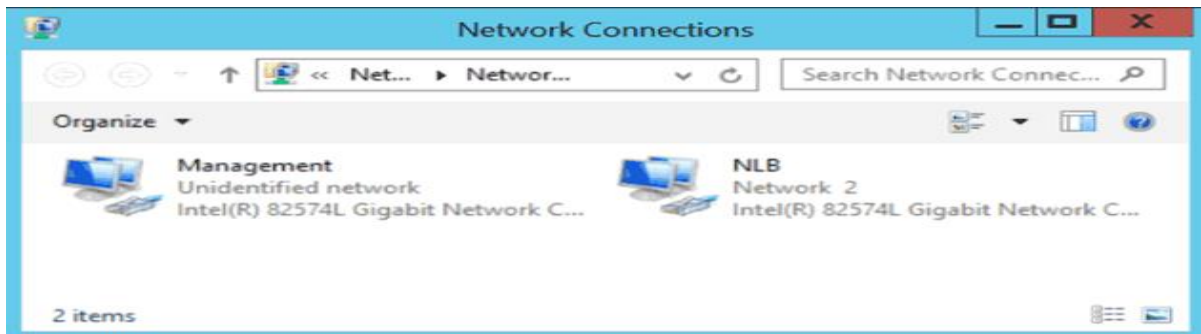 Network Connections
« Net... Networ... Search Network Connec...
Organize
Management
Unidentified network
Intel(R) 82574L Gigabit Network C...
NLB
Network 2
Intel(R) 82574L Gigabit Network C...
2 items